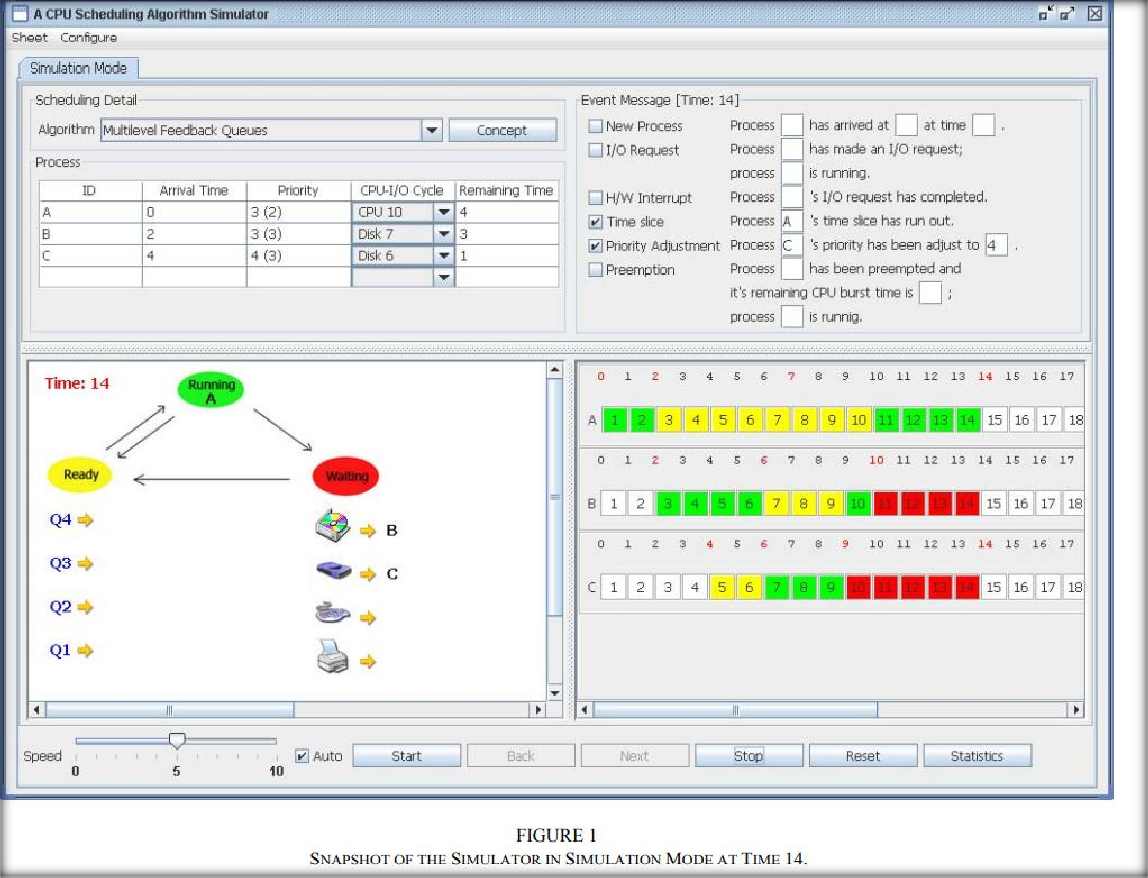 A CPU Scheduling Algorithm Simulator
Sheet Configure
Simulation Mode
Scheduling Detail
Algorithm Multilevel Feedback Queues Concept
Process
ID Arrival Time Priority CPU-I/O Cycle Remaining Time
A 0 3 (2) CPU 10 4
B 2 3 (3) Disk 7 3
C 4 4 (3) Disk 6 1
Event Message [Time: 14]
New Process Process has arrived at at time .
I/O Request Process has made an I/O request;
process is running.
H/W Interrupt Process 's I/O request has completed.
Time slice Process A 's time slice has run out.
Priority Adjustment Process C 's priority has been adjust to 4 .
Preemption Process has been preempted and
it's remaining CPU burst time is ;
process is runnig.
Time: 14
Running
A
Ready
Waiting
Q4
B
Q3
C
Q2
Q1
0 1 2 3 4 5 6 7 8 9 10 11 12 13 14 15 16 17
A 1 2 3 4 5 6 7 8 9 10 11 12 13 14 15 16 17 18
0 1 2 3 4 5 6 7 8 9 10 11 12 13 14 15 16 17
B 1 2 3 4 5 6 7 8 9 10 11 12 13 14 15 16 17 18
0 1 2 3 4 5 6 7 8 9 10 11 12 13 14 15 16 17
C 1 2 3 4 5 6 7 8 9 10 11 12 13 14 15 16 17 18
Speed 0 5 10 Auto Start Back Next Stop Reset Statistics
FIGURE 1
SNAPSHOT OF THE SIMULATOR IN SIMULATION MODE AT TIME 14.